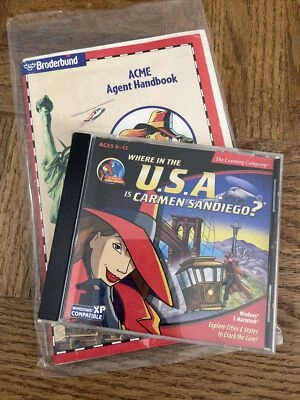 Brøderbund
ACME
Agent Handbook
AGES 8-12
The Learning Company
WHERE IN THE
U.S.A.
IS CARMEN SANDIEGO?
WINDOWS XP
COMPATIBLE
Windows
& Macintosh
Explore Cities & States
to Crack the Case!